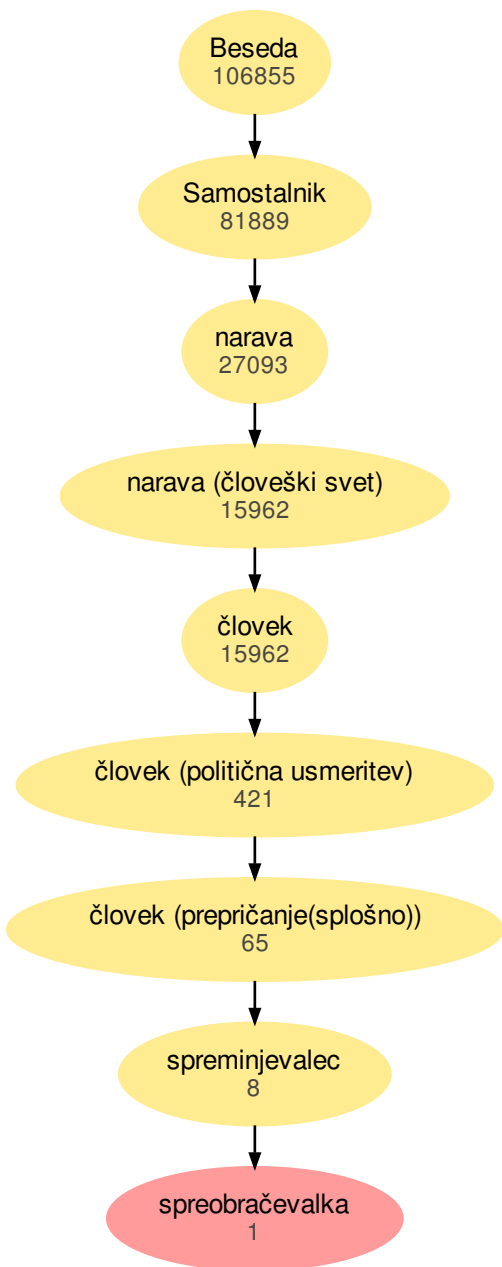 Beseda
106855
Samostalnik
81889
narava
27093
narava (človeški svet)
15962
človek
15962
človek (politična usmeritev)
421
človek (prepričanje(splošno))
65
spreminjevalec
8
spreobračevalka
1